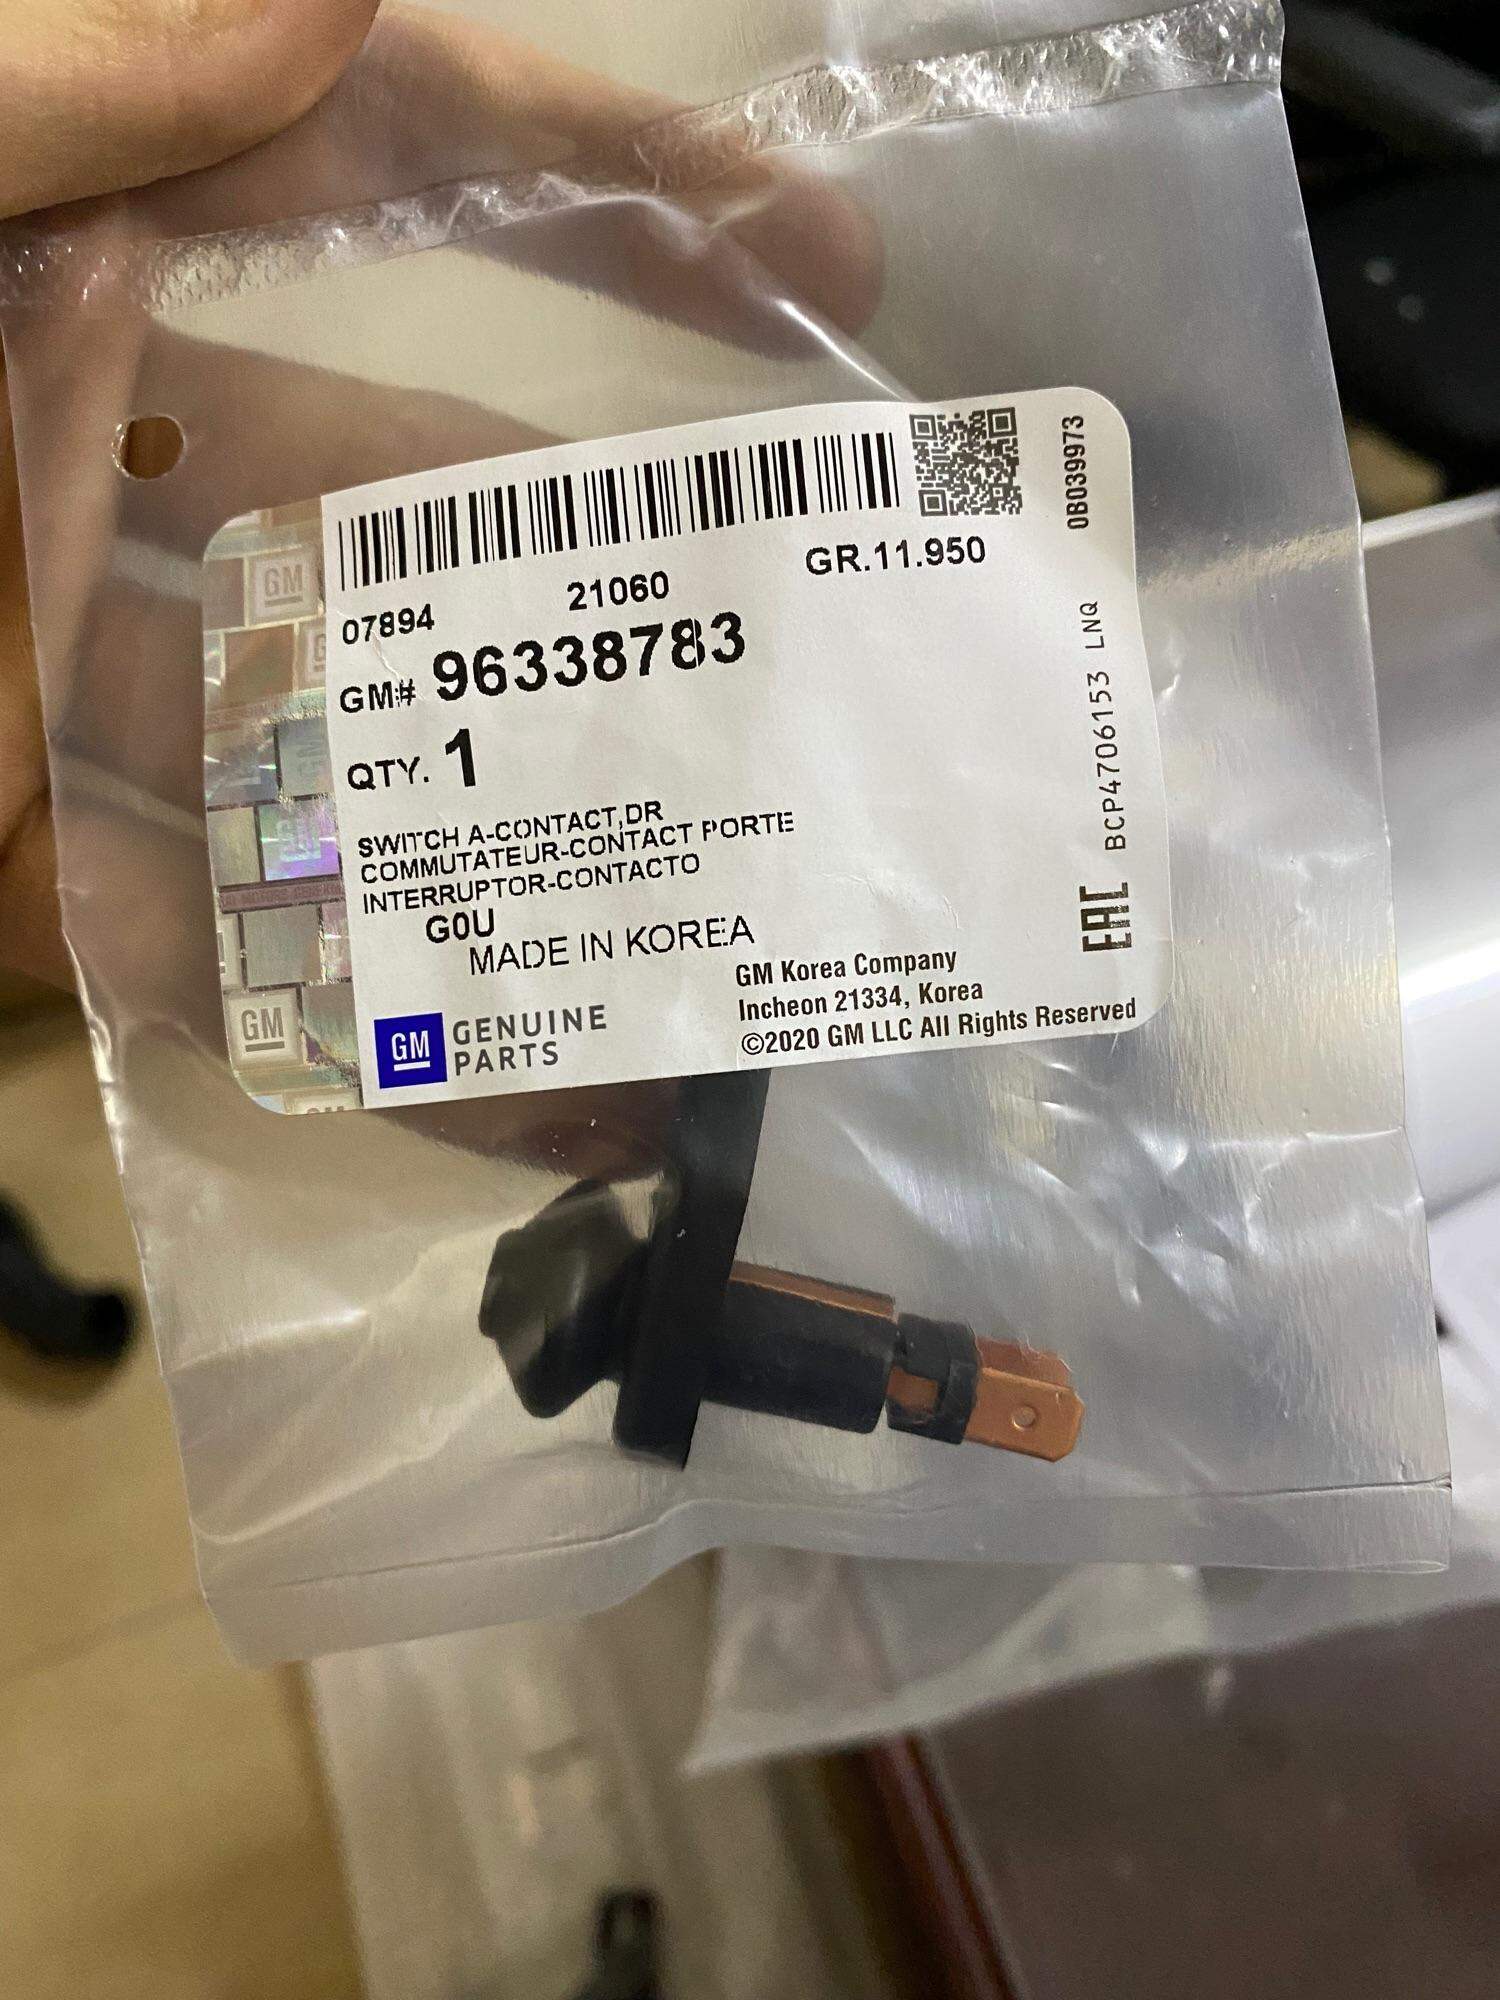 GR.11.950
07894 21060
GM# 96338783
QTY. 1
SWITCH A-CONTACT,DR
COMMUTATEUR-CONTACT PORTE
INTERRUPTOR-CONTACTO
G0U
MADE IN KOREA
GM GENUINE
PARTS
GM Korea Company
Incheon 21334, Korea
©2020 GM LLC All Rights Reserved
0B039973
BCP4706153 LNQ
EAC
GM
GM